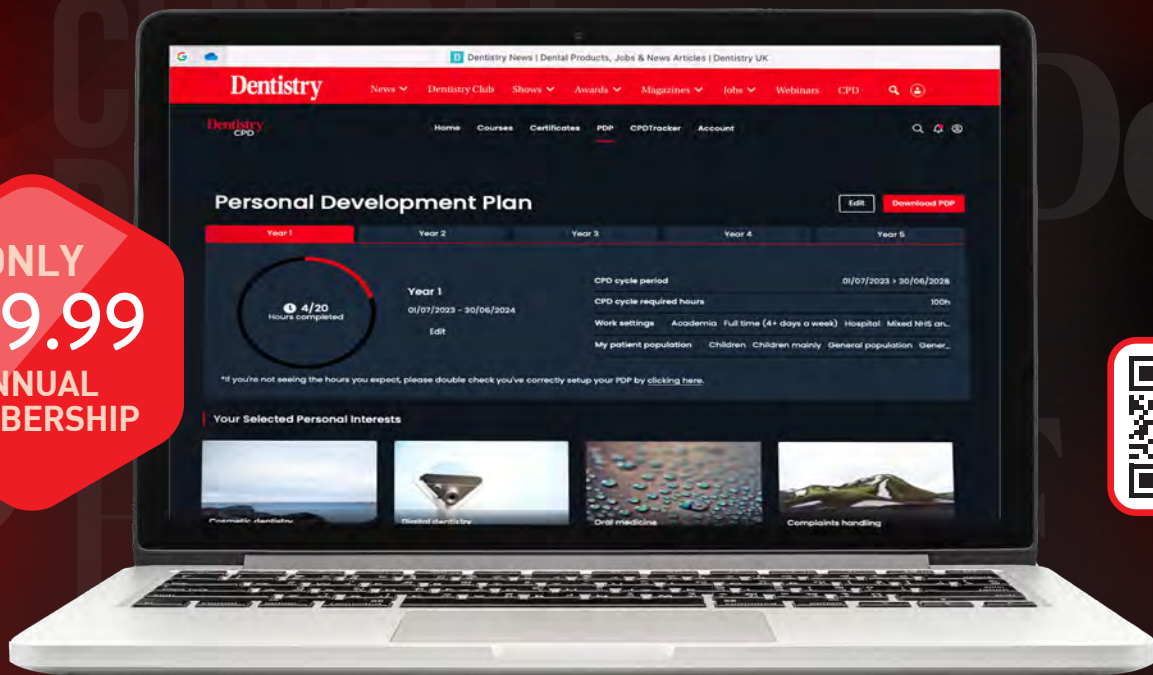 Dentistry News | Dental Products, Jobs & News Articles | Dentistry UK
Dentistry News Dentistry Club Shows Awards Magazines Jobs Webinars CPD
Dentistry
CPD
Home Courses Certificates PDP CPDTracker Account
Personal Development Plan
Edit Download PDP
Year 1 Year 2 Year 3 Year 4 Year 5
4/20
Hours completed
Year 1
01/07/2023 - 30/06/2024
Edit
CPD cycle period 01/07/2023 > 30/06/2028
CPD cycle required hours 100h
Work settings Academia Full time (4+ days a week) Hospital Mixed NHS an...
My patient population Children Children mainly General population Gener...
*If you're not seeing the hours you expect, please double check you've correctly setup your PDP by clicking here.
Your Selected Personal Interests
Cosmetic dentistry Digital dentistry Oral medicine Complaints handling
ONLY
9.99
NNUAL
BERSHIP